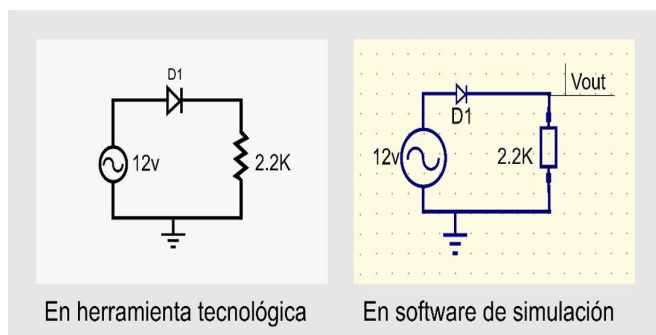 D1
12v
2.2K
En herramienta tecnológica
Vout
D1
12v
2.2K
En software de simulación